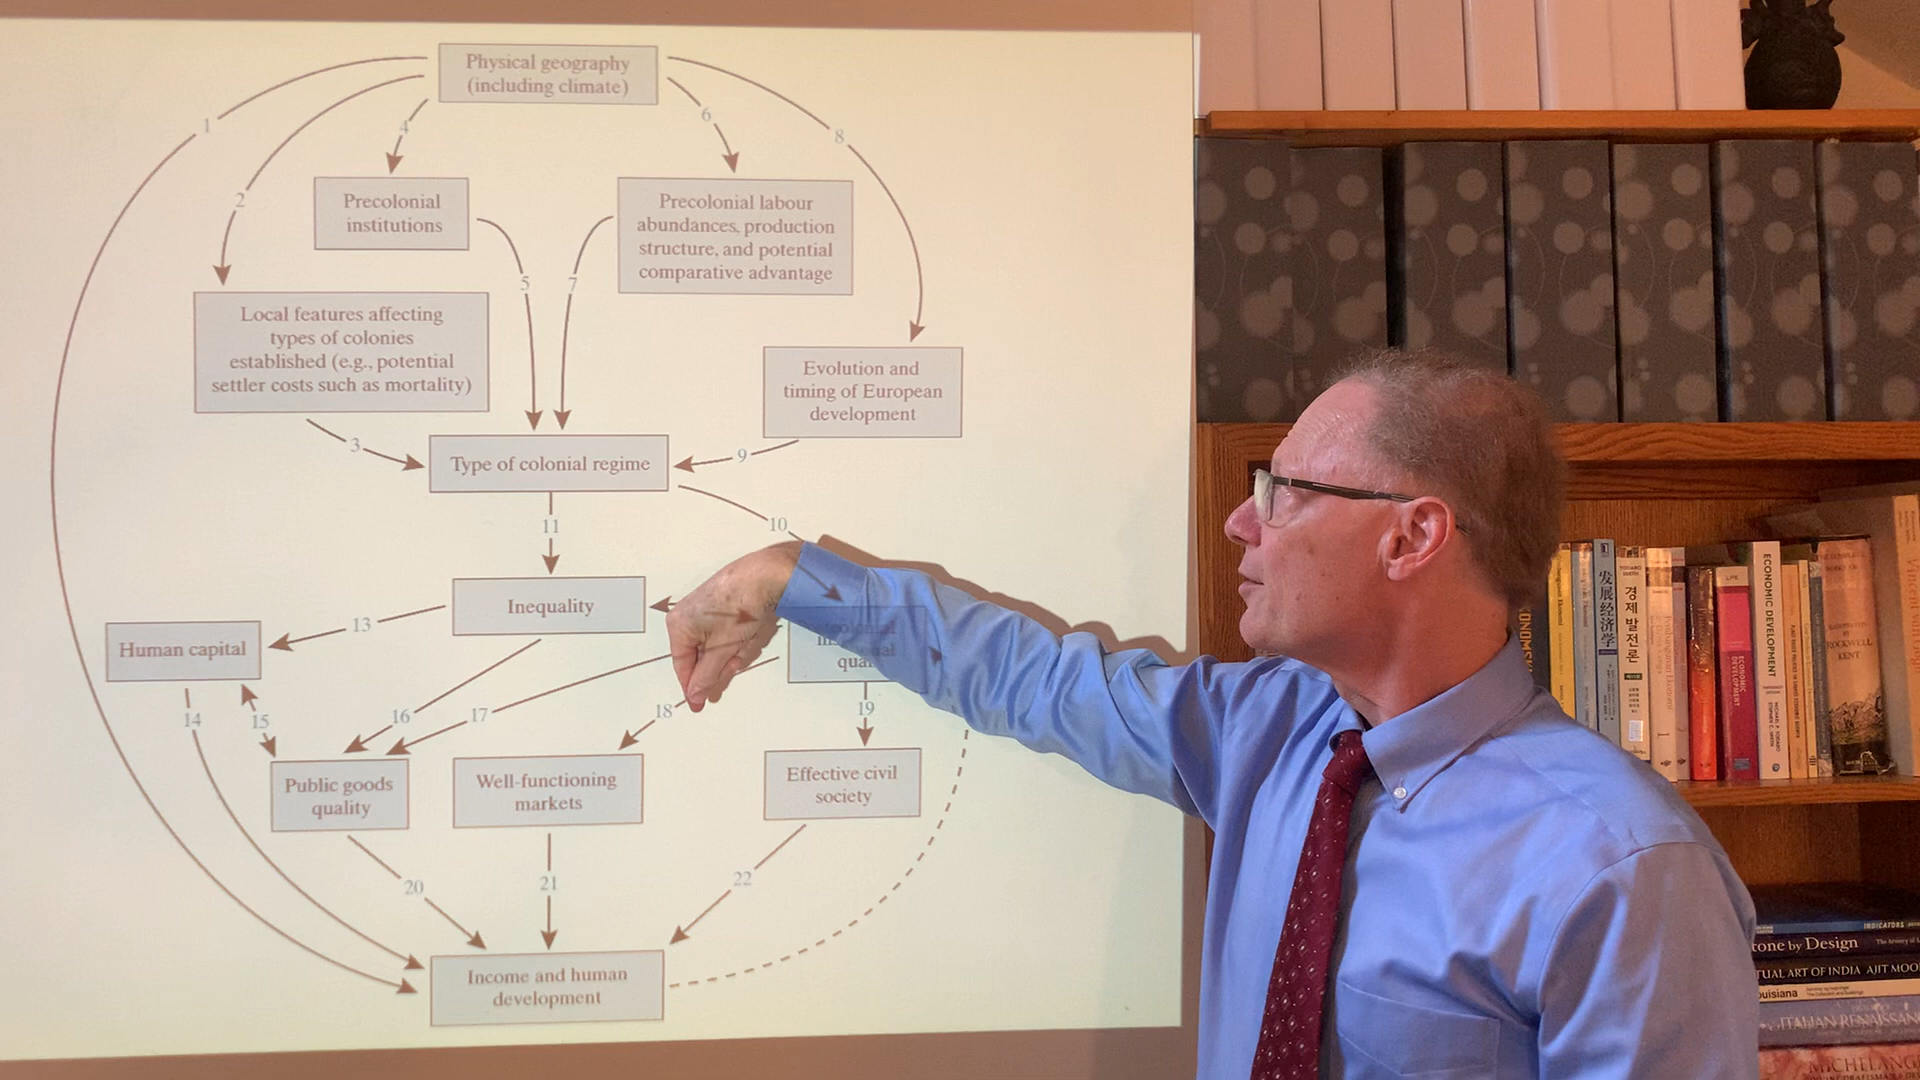 Physical geography
(including climate)
1
2
4
6
8
Precolonial
institutions
Precolonial labour
abundances, production
structure, and potential
comparative advantage
5
7
Local features affecting
types of colonies
established (e.g., potential
settler costs such as mortality)
Evolution and
timing of European
development
3
9
Type of colonial regime
10
11
Inequality
13
Human capital
14
15
16
17
18
19
Public goods
quality
Well-functioning
markets
Effective civil
society
20
21
22
Income and human
development
发展经济学
경제발전론
ECONOMIC DEVELOPMENT
ECONOMIC
DEVELOPMENT
ROCKWELL
KENT
INDICATORS
by Design
ART OF INDIA AJIT
ITALIAN